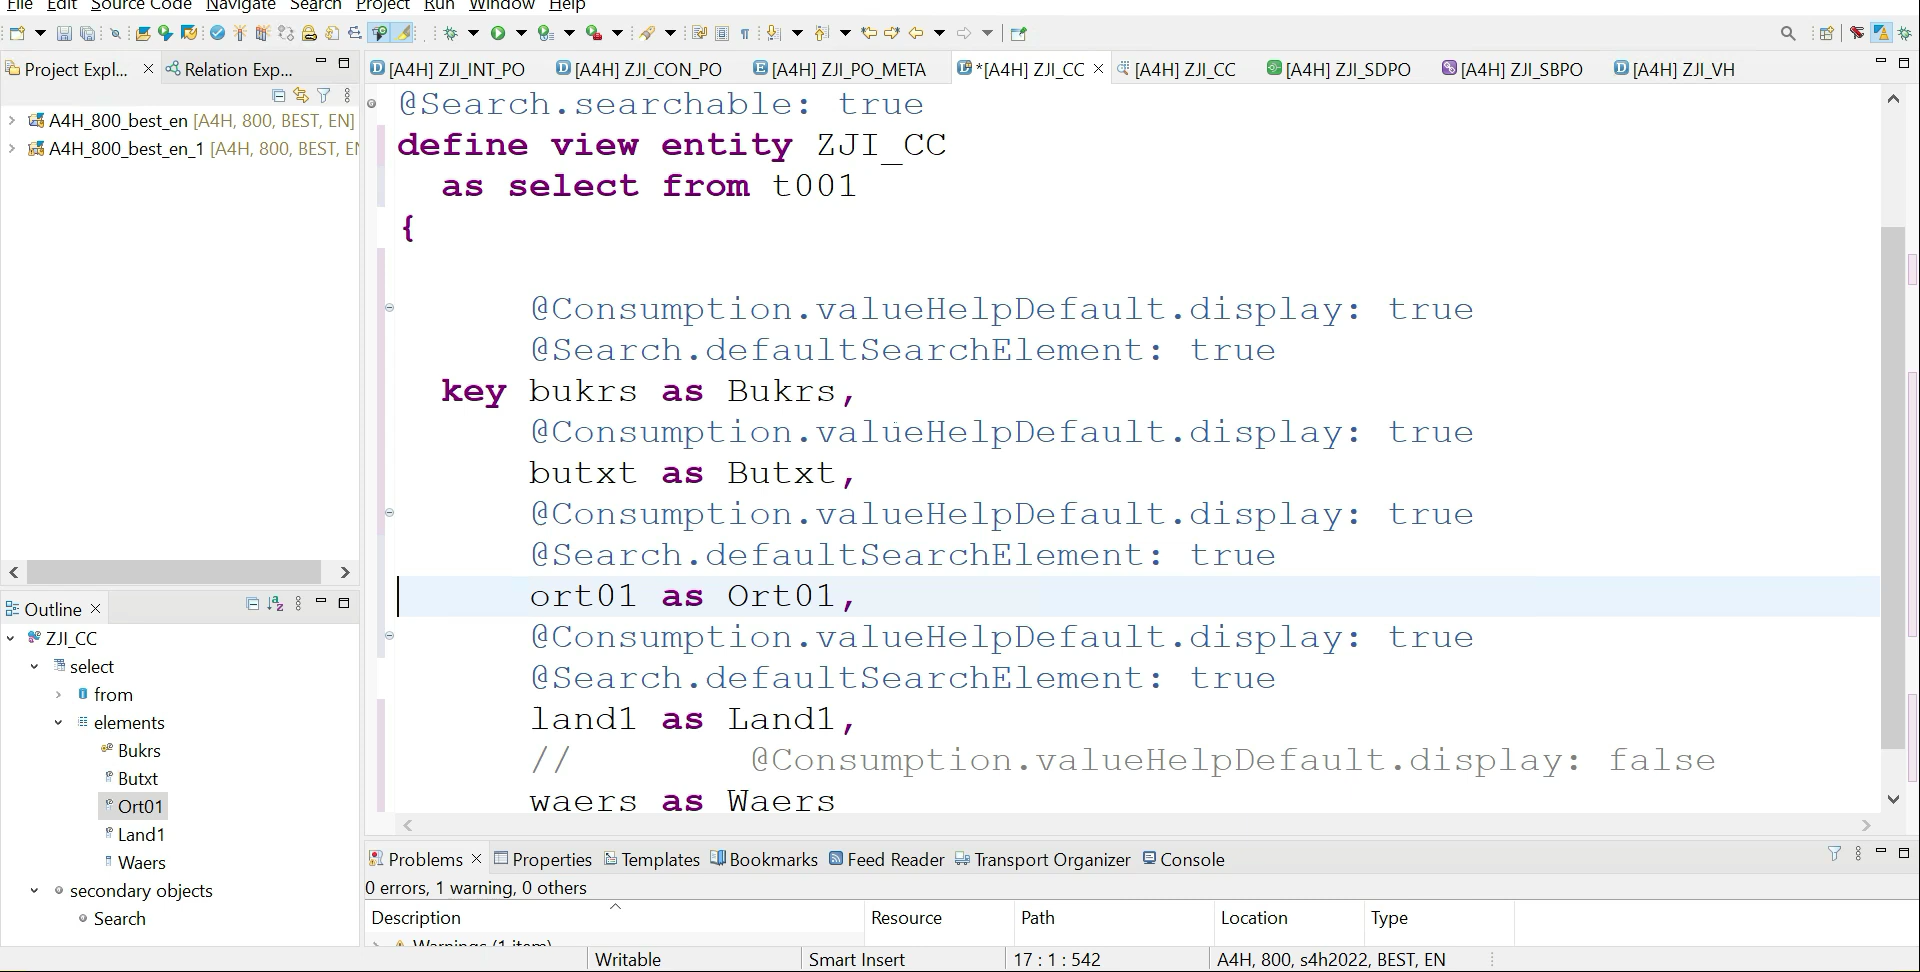 File Edit Source Code Navigate Search Project Run Window Help
Project Expl... Relation Exp...
[A4H] ZJI_INT_PO [A4H] ZJI_CON_PO [A4H] ZJI_PO_META *[A4H] ZJI_CC [A4H] ZJI_CC [A4H] ZJI_SDPO [A4H] ZJI_SBPO [A4H] ZJI_VH
A4H_800_best_en [A4H, 800, BEST, EN]
A4H_800_best_en_1 [A4H, 800, BEST, EN
@Search.searchable: true
define view entity ZJI_CC
as select from t001
{
@Consumption.valueHelpDefault.display: true
@Search.defaultSearchElement: true
key bukrs as Bukrs,
@Consumption.valueHelpDefault.display: true
butxt as Butxt,
@Consumption.valueHelpDefault.display: true
@Search.defaultSearchElement: true
ort01 as Ort01,
@Consumption.valueHelpDefault.display: true
@Search.defaultSearchElement: true
land1 as Land1,
// @Consumption.valueHelpDefault.display: false
waers as Waers
Outline
ZJI_CC
select
from
elements
Bukrs
Butxt
Ort01
Land1
Waers
secondary objects
Search
Problems Properties Templates Bookmarks Feed Reader Transport Organizer Console
0 errors, 1 warning, 0 others
Description Resource Path Location Type
Warnings (1 item)
Writable Smart Insert 17 : 1 : 542 A4H, 800, s4h2022, BEST, EN